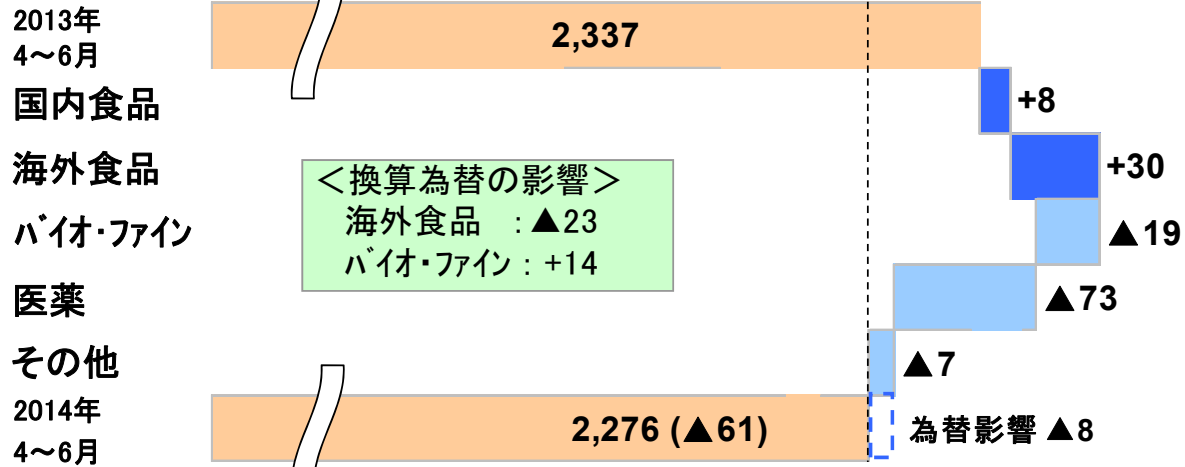 2013年
4～6月
2,337
国内食品
+8
海外食品
+30
＜換算為替の影響＞
海外食品 ：▲23
ﾊﾞｲｵ・ﾌｧｲﾝ：+14
ﾊﾞｲｵ・ﾌｧｲﾝ
▲19
医薬
▲73
その他
▲7
2014年
4～6月
2,276 (▲61)
為替影響 ▲8